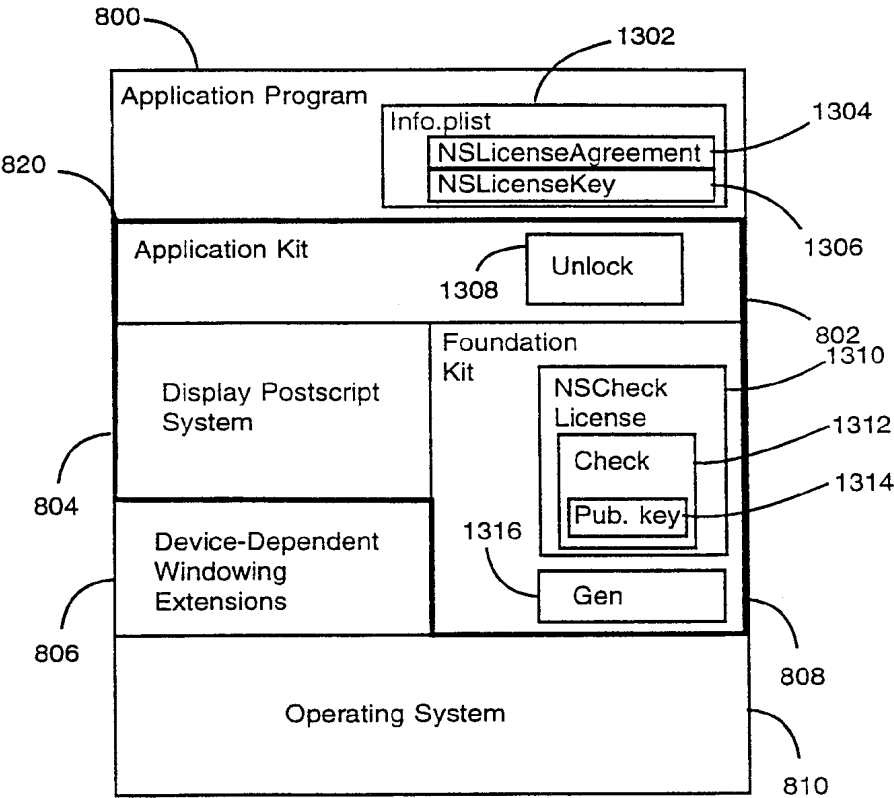 800
1302
Application Program
Info.plist
1304
NSLicenseAgreement
820
NSLicenseKey
1306
Application Kit
Unlock
1308
802
Foundation
Kit
1310
Display Postscript
System
NSCheck
License
1312
Check
1314
804
Pub. key
1316
Device-Dependent
Windowing
Extensions
Gen
806
808
Operating System
810